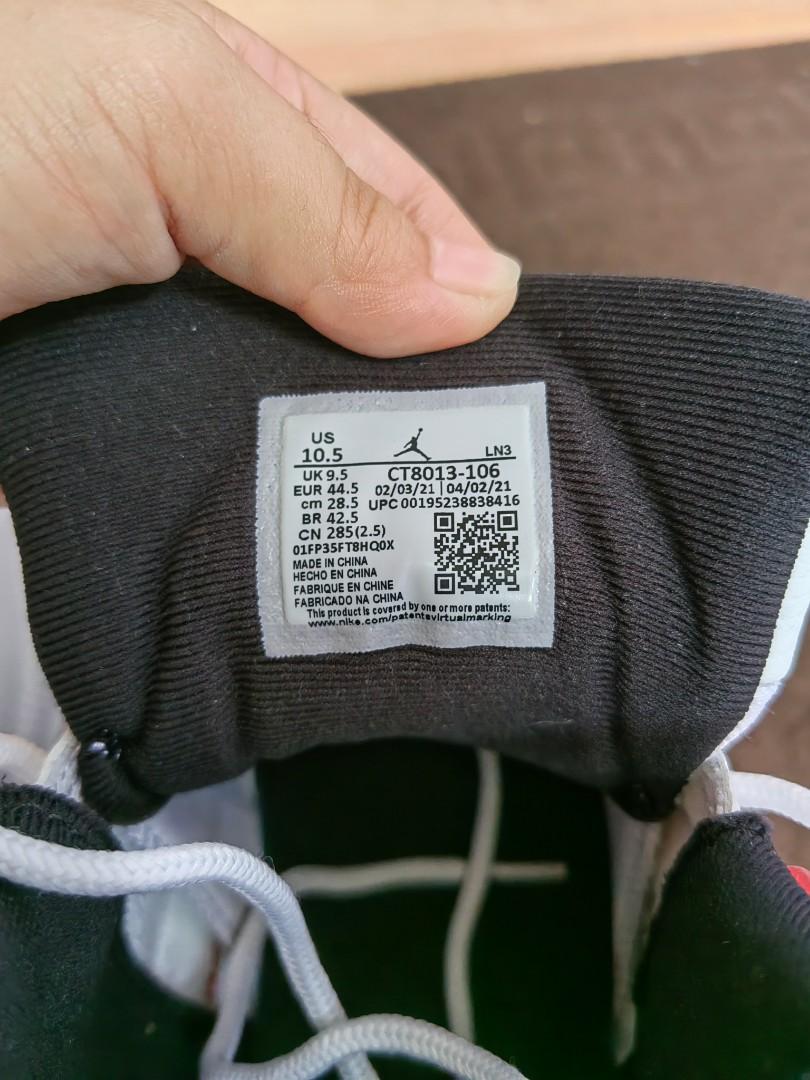 US
10.5
LN3
UK 9.5 CT8013-106
EUR 44.5 02/03/21 | 04/02/21
cm 28.5 UPC 00195238838416
BR 42.5
CN 285(2.5)
01FP35FT8HQ0X
MADE IN CHINA
HECHO EN CHINA
FABRIQUE EN CHINE
FABRICADO NA CHINA
This product is covered by one or more patents:
www.nike.com/patentsvirtualmarking